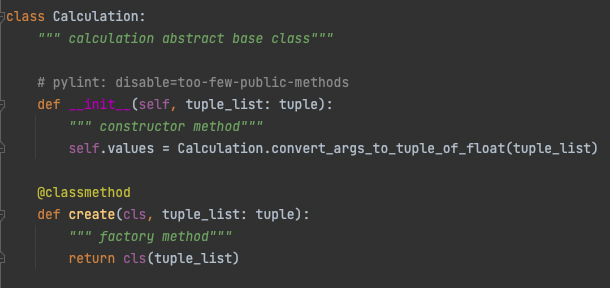 class Calculation:
    """ calculation abstract base class"""
    # pylint: disable=too-few-public-methods
    def __init__(self, tuple_list: tuple):
        """ constructor method"""
        self.values = Calculation.convert_args_to_tuple_of_float(tuple_list)
    @classmethod
    def create(cls, tuple_list: tuple):
        """ factory method"""
        return cls(tuple_list)